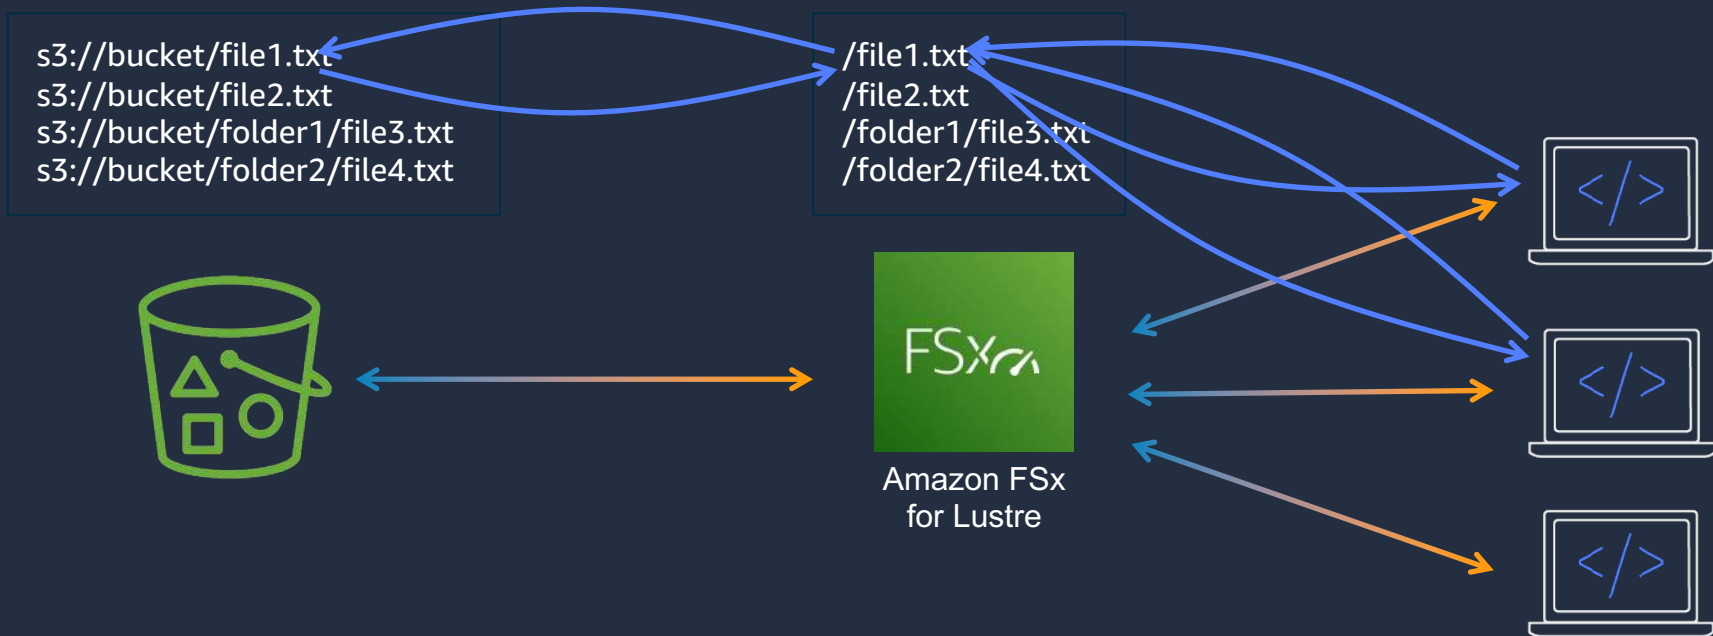 s3://bucket/file1.txt
s3://bucket/file2.txt
s3://bucket/folder1/file3.txt
s3://bucket/folder2/file4.txt
/file1.txt
/file2.txt
/folder1/file3.txt
/folder2/file4.txt
</>
</>
</>
FSx
Amazon FSx
for Lustre